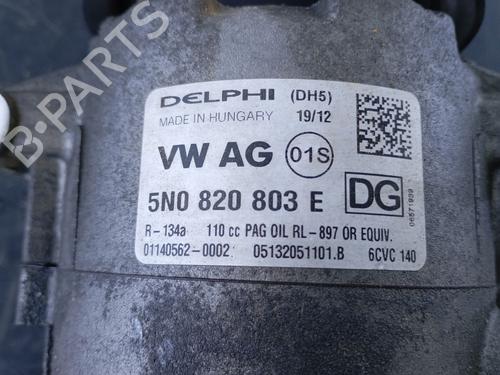 B-PARTS
DELPHI (DH5)
MADE IN HUNGARY 19/12
VW AG 01S
5N0 820 803 E DG
06571939
R-134a 110 cc PAG OIL RL-897 OR EQUIV.
01140562-0002 05132051101.B 6CVC 140